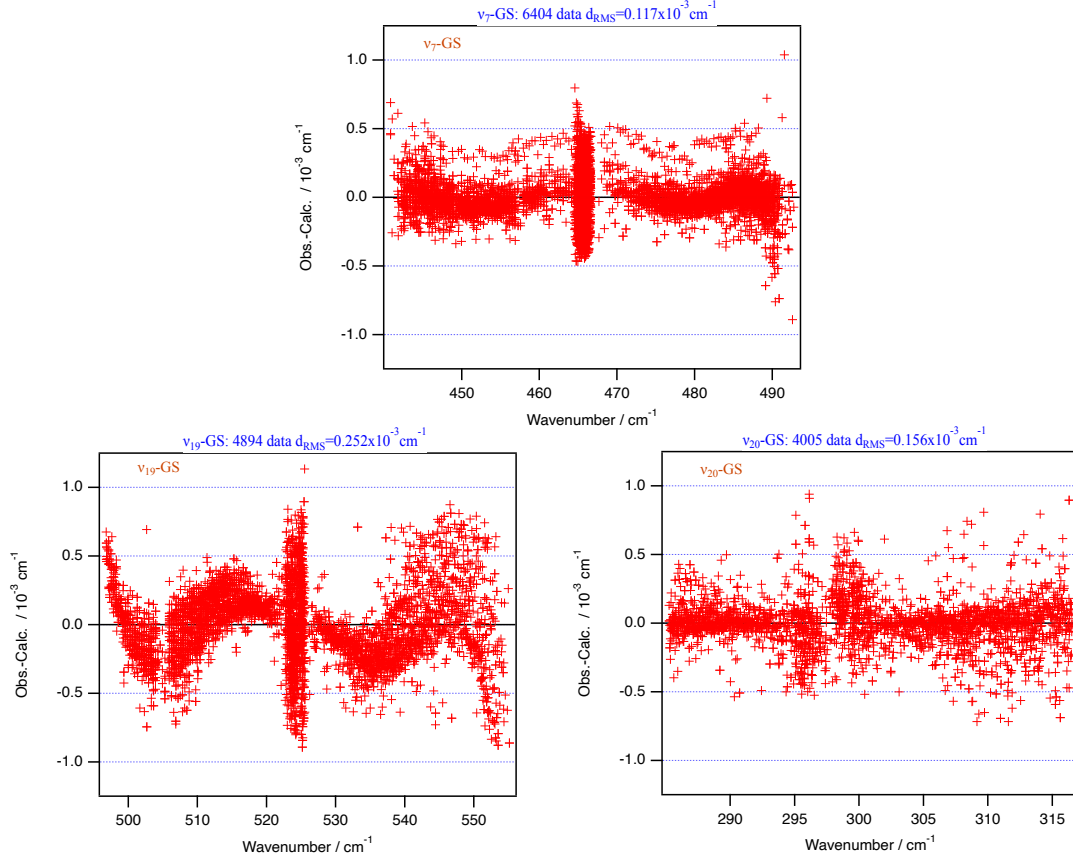 ν₇-GS: 6404 data d_RMS=0.117x10⁻³cm⁻¹
ν₇-GS
1.0
0.5
0.0
-0.5
-1.0
Obs.-Calc. / 10⁻³ cm⁻¹
450
460
470
480
490
Wavenumber / cm⁻¹
ν₁₉-GS: 4894 data d_RMS=0.252x10⁻³cm⁻¹
ν₁₉-GS
1.0
0.5
0.0
-0.5
-1.0
Obs.-Calc. / 10⁻³ cm⁻¹
500
510
520
530
540
550
Wavenumber / cm⁻¹
ν₂₀-GS: 4005 data d_RMS=0.156x10⁻³cm⁻¹
ν₂₀-GS
1.0
0.5
0.0
-0.5
-1.0
Obs.-Calc. / 10⁻³ cm⁻¹
290
295
300
305
310
315
Wavenumber / cm⁻¹